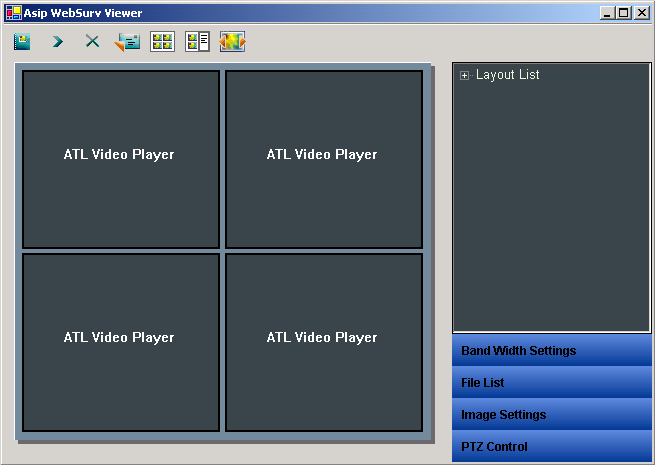 Asip WebSurv Viewer
Layout List
ATL Video Player
ATL Video Player
ATL Video Player
ATL Video Player
Band Width Settings
File List
Image Settings
PTZ Control